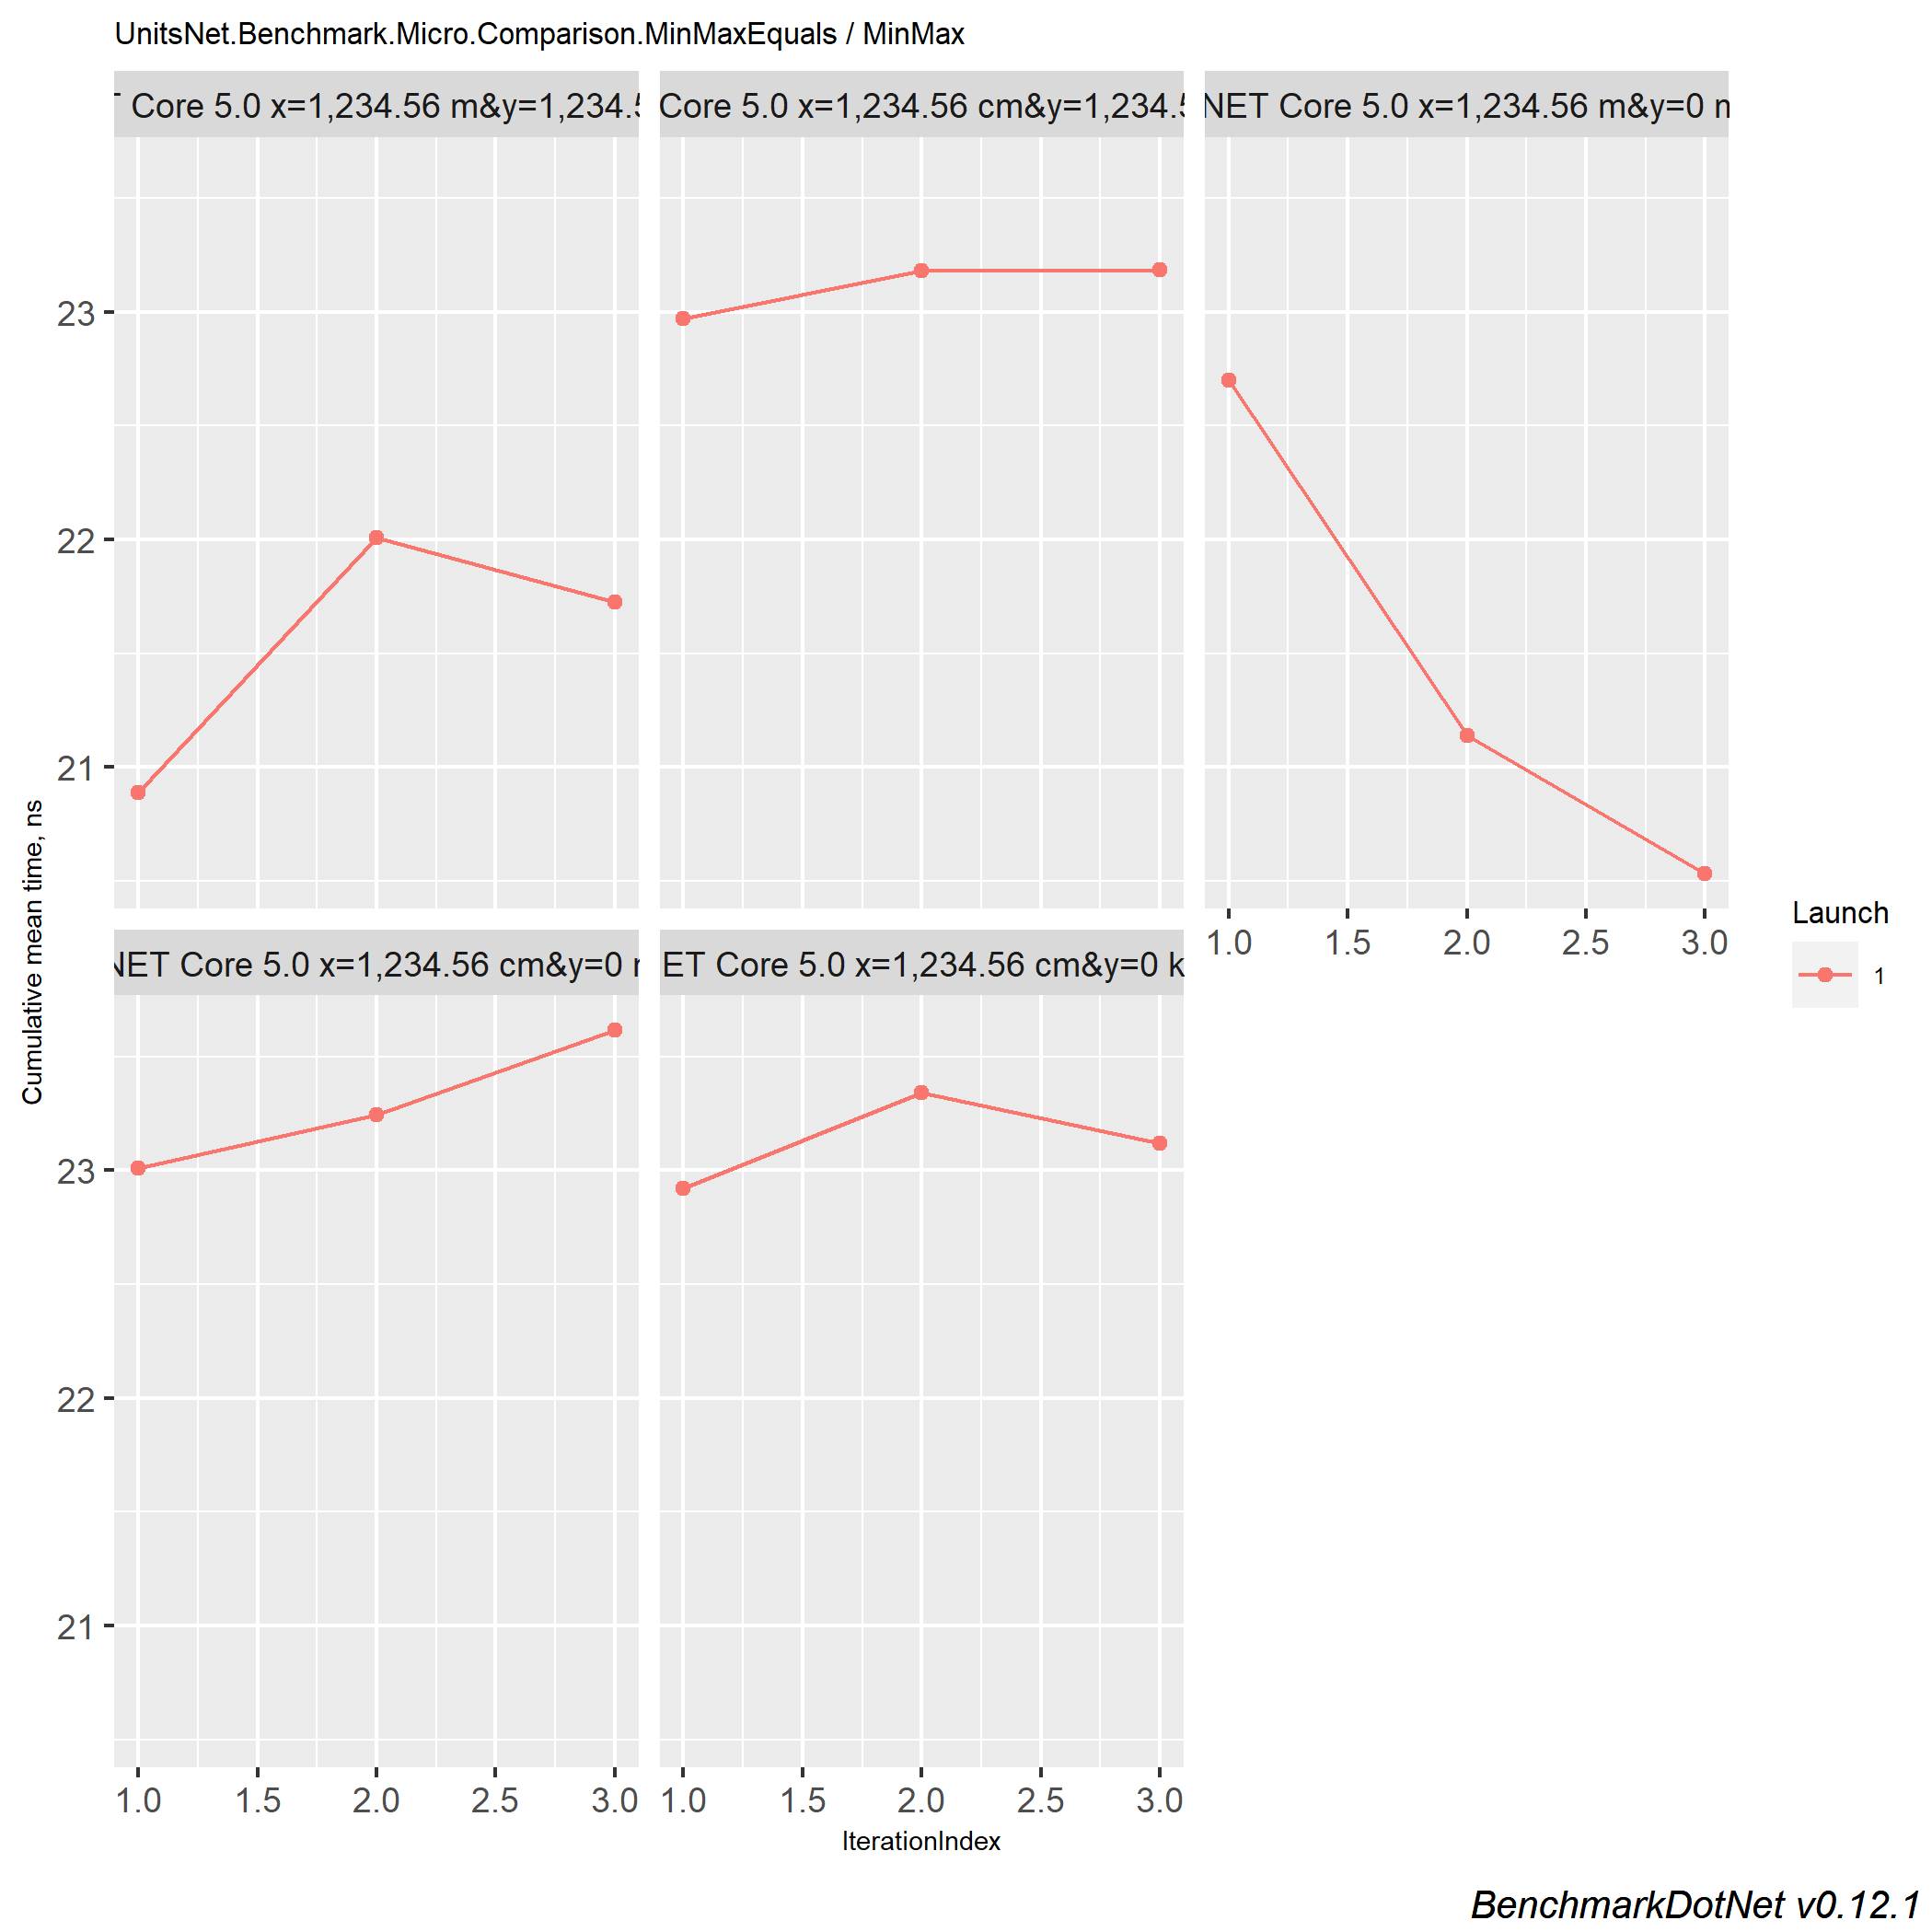 UnitsNet.Benchmark.Micro.Comparison.MinMaxEquals / MinMax
Core 5.0 x=1,234.56 m&y=1,234.5
Core 5.0 x=1,234.56 cm&y=1,234.5
NET Core 5.0 x=1,234.56 m&y=0
23
22
21
1.0 1.5 2.0 2.5 3.0
Cumulative mean time, ns
Launch
1
NET Core 5.0 x=1,234.56 cm&y=0
ET Core 5.0 x=1,234.56 cm&y=0 k
23
22
21
1.0 1.5 2.0 2.5 3.0
1.0 1.5 2.0 2.5 3.0
IterationIndex
BenchmarkDotNet v0.12.1